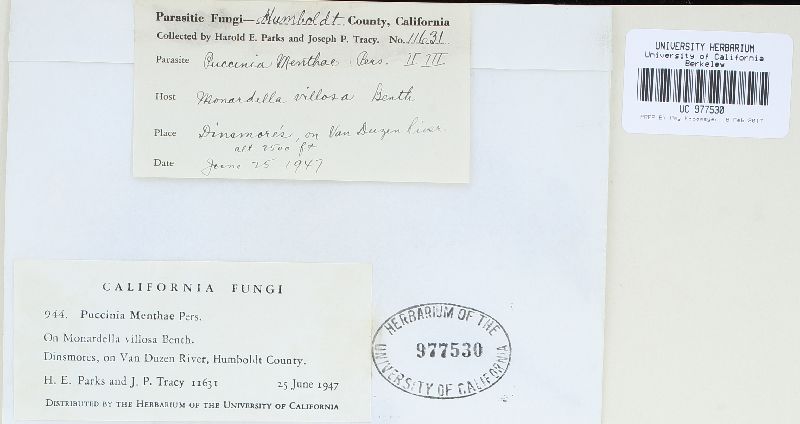 Parasitic Fungi—Humboldt County, California
Collected by Harold E. Parks and Joseph P. Tracy. No. 11631
Parasite Puccinia Menthae Pers. II III
Host Monardella villosa Benth
Place Dinsmores, on Van Duzen River.
alt 2500 ft
Date June 25 1947
UNIVERSITY HERBARIUM
University of California
Berkeley
UC 977530
CALIFORNIA FUNGI
944. Puccinia Menthae Pers.
On Monardella villosa Bench.
Dinsmores, on Van Duzen River, Humboldt County.
H. E. Parks and J. P. Tracy 11631 25 June 1947
DISTRIBUTED BY THE HERBARIUM OF THE UNIVERSITY OF CALIFORNIA
HERBARIUM OF THE
977530
UNIVERSITY OF CALIFORNIA